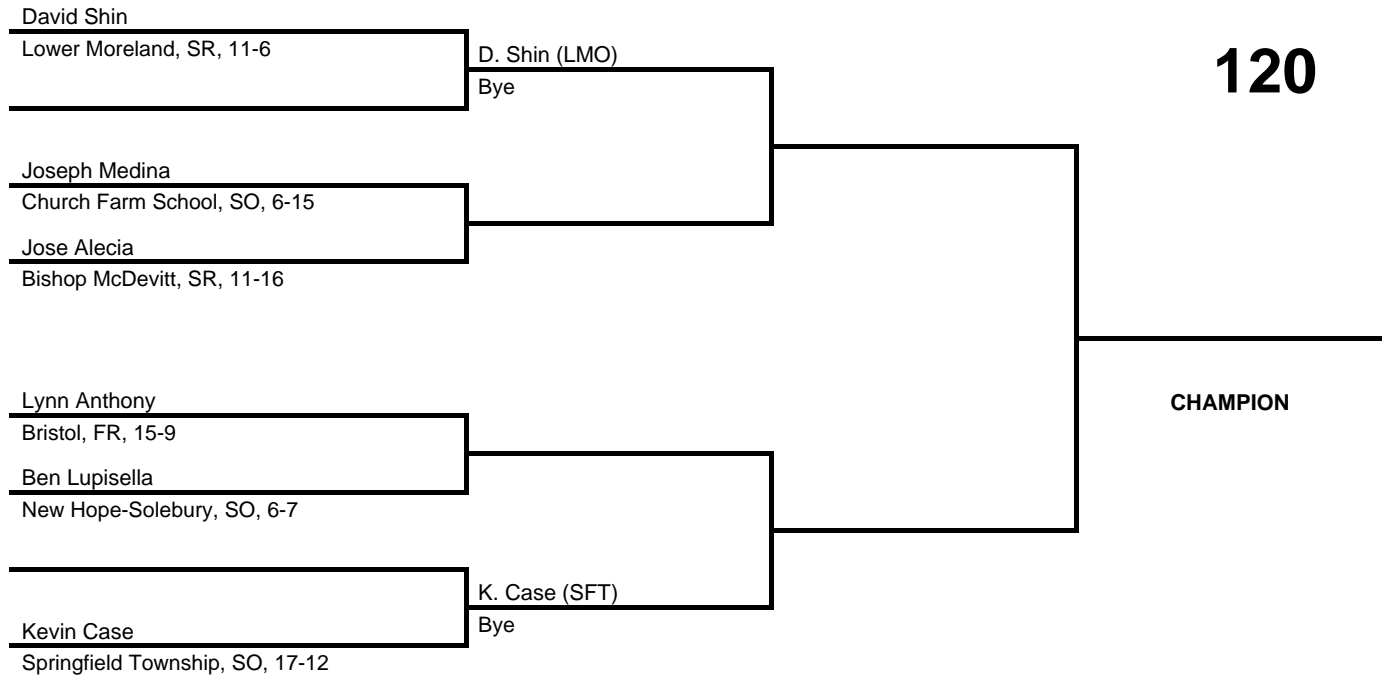 David Shin
Lower Moreland, SR, 11-6
D. Shin (LMO)
Bye
120
Joseph Medina
Church Farm School, SO, 6-15
Jose Alecia
Bishop McDevitt, SR, 11-16
Lynn Anthony
Bristol, FR, 15-9
CHAMPION
Ben Lupisella
New Hope-Solebury, SO, 6-7
K. Case (SFT)
Bye
Kevin Case
Springfield Township, SO, 17-12